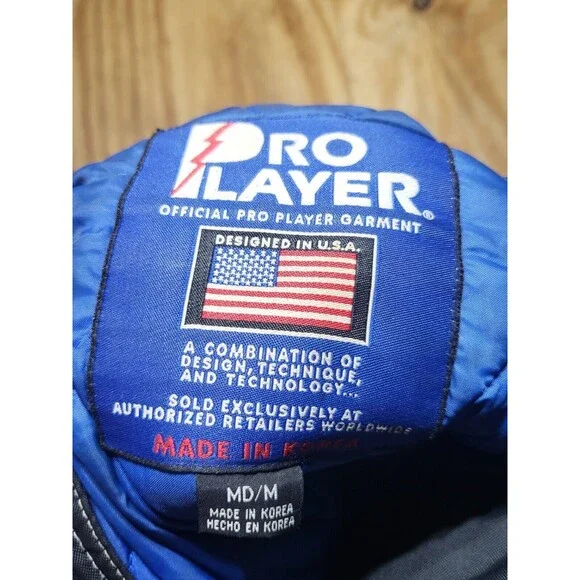 PRO
PLAYER®
OFFICIAL PRO PLAYER GARMENT
DESIGNED IN U.S.A.
A COMBINATION OF
DESIGN, TECHNIQUE,
AND TECHNOLOGY...
SOLD EXCLUSIVELY AT
AUTHORIZED RETAILERS WORLDWIDE
MADE IN KOREA
MD/M
MADE IN KOREA
HECHO EN KOREA